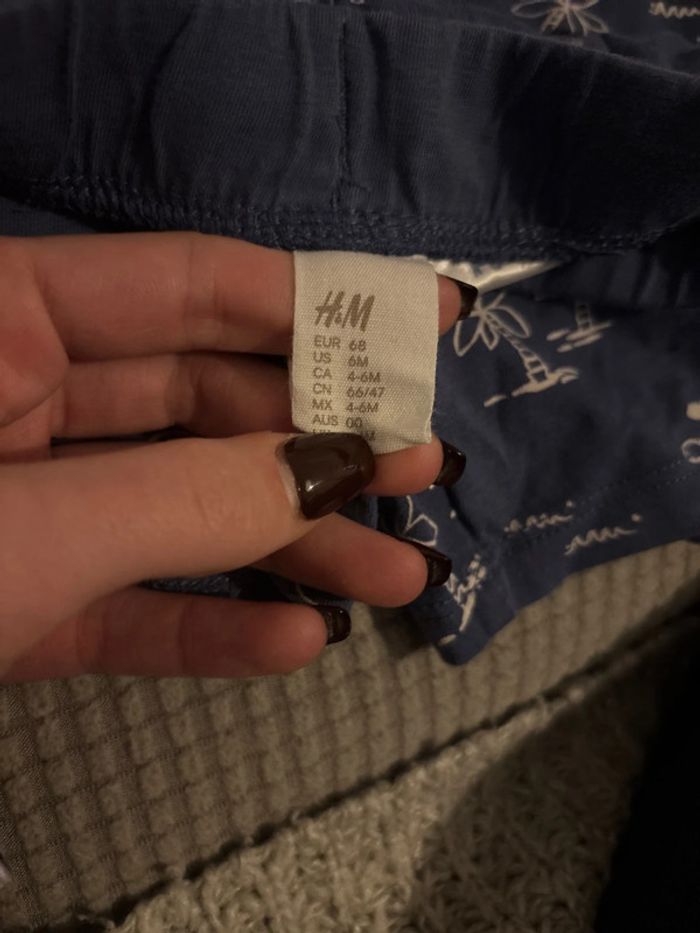 H&M
EUR 68
US 6M
CA 4-6M
CN 66/47
MX 4-6M
AUS 00